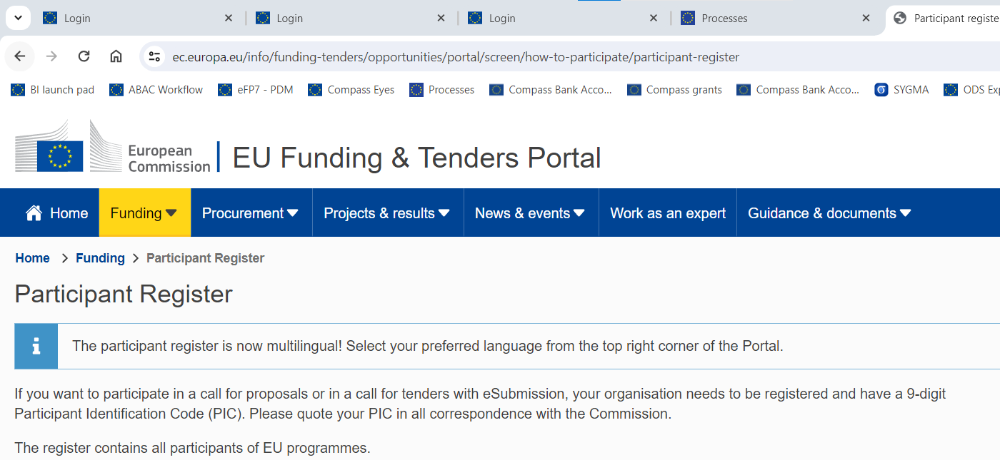 Login Login Login Processes Participant registe
ec.europa.eu/info/funding-tenders/opportunities/portal/screen/how-to-participate/participant-register
BI launch pad ABAC Workflow eFP7 - PDM Compass Eyes Processes Compass Bank Acco... Compass grants Compass Bank Acco... SYGMA ODS Exp
European
Commission
EU Funding & Tenders Portal
Home Funding Procurement Projects & results News & events Work as an expert Guidance & documents
Home > Funding > Participant Register
Participant Register
The participant register is now multilingual! Select your preferred language from the top right corner of the Portal.
If you want to participate in a call for proposals or in a call for tenders with eSubmission, your organisation needs to be registered and have a 9-digit
Participant Identification Code (PIC). Please quote your PIC in all correspondence with the Commission.
The register contains all participants of EU programmes.